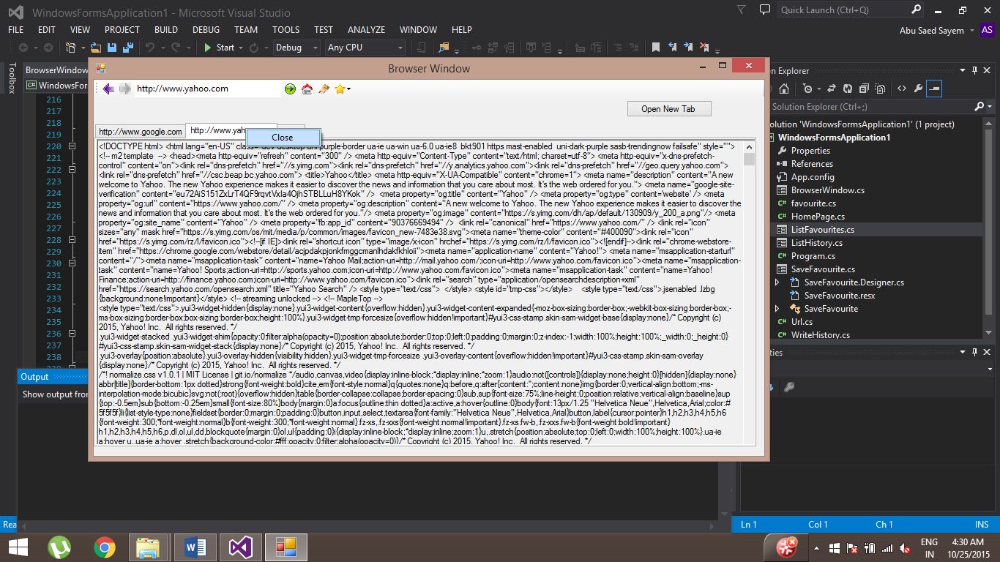 WindowsFormsApplication1 - Microsoft Visual Studio
Quick Launch (Ctrl+Q)
FILE EDIT VIEW PROJECT BUILD DEBUG TEAM TOOLS TEST ANALYZE WINDOW HELP
Abu Saed Sayem AS
Start Debug Any CPU
Toolbox
BrowserWindow
WindowsFor
216
217
218
219
220
221
222
223
224
225
226
227
228
229
230
231
232
233
234
235
236
237
238
Browser Window
http://www.yahoo.com
Open New Tab
http://www.google.com http://www.yah
Close
<!DOCTYPE html> <html lang="en-US" class="dev-desktop uni-purple-border ua-ie ua-win ua-6.0 ua-ie8 bkt901 https mast-enabled uni-dark-purple sasb-trendingnow failsafe" style="">
<!-- m2 template --> <head><meta http-equiv="refresh" content="300" /> <meta http-equiv="Content-Type" content="text/html; charset=utf-8"> <meta http-equiv="x-dns-prefetch-
control" content="on"><link rel="dns-prefetch" href="//s.yimg.com"><link rel="dns-prefetch" href="//y.analytics.yahoo.com"><link rel="dns-prefetch" href="//geo.query.yahoo.com">
<link rel="dns-prefetch" href="//csc.beap.bc.yahoo.com"> <title>Yahoo</title> <meta http-equiv="X-UA-Compatible" content="chrome=1"> <meta name="description" content="A new
welcome to Yahoo. The new Yahoo experience makes it easier to discover the news and information that you care about most. It's the web ordered for you."> <meta name="google-site-
verification" content="eu72AiS151ZxLrT4QF9rqvtVxIa4OjhSTBLLuH8YKok" /> <meta property="og:title" content="Yahoo" /> <meta property="og:type" content='website' /> <meta
property="og:url" content="https://www.yahoo.com/" /> <meta property="og:description" content="A new welcome to Yahoo. The new Yahoo experience makes it easier to discover the
news and information that you care about most. It's the web ordered for you."/> <meta property="og:image" content="https://s.yimg.com/dh/ap/default/130909/y_200_a.png"/> <meta
property="og:site_name" content="Yahoo" /> <meta property="fb:app_id" content="90376669494" /> <link rel="canonical" href="https://www.yahoo.com/" /> <link rel="icon"
sizes="any" mask href="https://s.yimg.com/os/mit/media/p/common/images/favicon_new-7483e38.svg"><meta name="theme-color" content="#400090"><link rel="icon"
href="https://s.yimg.com/rz/l/favicon.ico"><!--[if IE]><link rel="shortcut icon" type="image/x-icon" hrchef="https://s.yimg.com/rz/l/favicon.ico"><![endif]--><link rel="chrome-webstore-
item" href="https://chrome.google.com/webstore/detail/acjpdakpjonkfmggcmanlhdakfkhloii"><meta name="application-name" content="Yahoo!"> <meta name="msapplication-starturl"
content="/"><meta name="msapplication-task" content="name=Yahoo Mail;action-uri=http://mail.yahoo.com/;icon-uri=http://www.yahoo.com/favicon.ico"><meta name="msapplication-
task" content="name=Yahoo! Sports;action-uri=http://sports.yahoo.com;icon-uri=http://www.yahoo.com/favicon.ico"><meta name="msapplication-task" content="name=Yahoo!
Finance;action-uri=http://finance.yahoo.com;icon-uri=http://www.yahoo.com/favicon.ico"><link rel="search" type="application/opensearchdescription+xml"
href="https://search.yahoo.com/opensearch.xml" title="Yahoo Search" /> <style type="text/css"> </style> <style id="tmp-css"></style> <style type="text/css">.jsenabled .lzbg
{background:none!important}</style> <!-- streaming unlocked --> <!-- MapleTop -->
<style type="text/css">.yui3-widget-hidden{display:none}.yui3-widget-content{overflow:hidden}.yui3-widget-content-expanded{-moz-box-sizing:border-box;-webkit-box-sizing:border-box;-
ms-box-sizing:border-box;box-sizing:border-box;height:100%}.yui3-widget-tmp-forcesize{overflow:hidden!important}#yui3-css-stamp.skin-sam-widget-base{display:none}/* Copyright (c)
2015, Yahoo! Inc. All rights reserved. */
.yui3-widget-stacked .yui3-widget-shim{opacity:0;filter:alpha(opacity=0);position:absolute;border:0;top:0;left:0;padding:0;margin:0;z-index:-1;width:100%;height:100%;_width:0;_height:0}
#yui3-css-stamp.skin-sam-widget-stack{display:none}/* Copyright (c) 2015, Yahoo! Inc. All rights reserved. */
.yui3-overlay{position:absolute}.yui3-overlay-hidden{visibility:hidden}.yui3-widget-tmp-forcesize .yui3-overlay-content{overflow:hidden!important}#yui3-css-stamp.skin-sam-overlay
{display:none}/* Copyright (c) 2015, Yahoo! Inc. All rights reserved. */
/*! normalize.css v1.0.1 | MIT License | git.io/normalize */audio,canvas,video{display:inline-block;*display:inline;*zoom:1}audio:not([controls]){display:none;height:0}[hidden]{display:none}
abbr[title]{border-bottom:1px dotted}strong{font-weight:bold}cite,em{font-style:normal}q{quotes:none}q:before,q:after{content:'';content:none}img{border:0;vertical-align:bottom;-ms-
interpolation-mode:bicubic}svg:not(:root){overflow:hidden}table{border-collapse:collapse;border-spacing:0}sub,sup{font-size:75%;line-height:0;position:relative;vertical-align:baseline}sup
{top:-0.5em}sub{bottom:-0.25em}small{font-size:80%}body{margin:0}a:focus{outline:thin dotted}a:active,a:hover{outline:0}body{font:13px/1.25 "Helvetica Neue",Helvetica,Arial;color:#
5f5f5f}li{list-style-type:none}fieldset{border:0;margin:0;padding:0}button,input,select,textarea{font-family:"Helvetica Neue",Helvetica,Arial}button,label{cursor:pointer}h1,h2,h3,h4,h5,h6
{font-weight:300;*font-weight:normal}b{font-weight:300;*font-weight:normal}.fz-xs,.fz-xxs{font-weight:normal!important}.fz-xs.fw-b,.fz-xxs.fw-b{font-weight:bold!important}
h1,h2,h3,h4,h5,h6,p,dl,ol,ul,dd,blockquote{margin:0}ol,ul{padding:0}i{display:inline-block;*display:inline;zoom:1}u,.stretch{position:absolute;top:0;left:0;width:100%;height:100%}.ua-ie
a:hover u,.ua-ie a:hover .stretch{background-color:#fff;opacity:0;filter:alpha(opacity=0)}/* Copyright (c) 2015, Yahoo! Inc. All rights reserved. */
Explorer
Solution Explorer (Ctrl+;)
olution 'WindowsFormsApplication1' (1 project)
WindowsFormsApplication1
Properties
References
App.config
BrowserWindow.cs
favourite.cs
HomePage.cs
ListFavourites.cs
ListHistory.cs
Program.cs
SaveFavourite.cs
SaveFavourite.Designer.cs
SaveFavourite.resx
SaveFavourite
Url.cs
WriteHistory.cs
ties
Output
Show output from
Rea Ln 1 Col 1 Ch 1 INS
ENG
IN
4:30 AM
10/25/2015